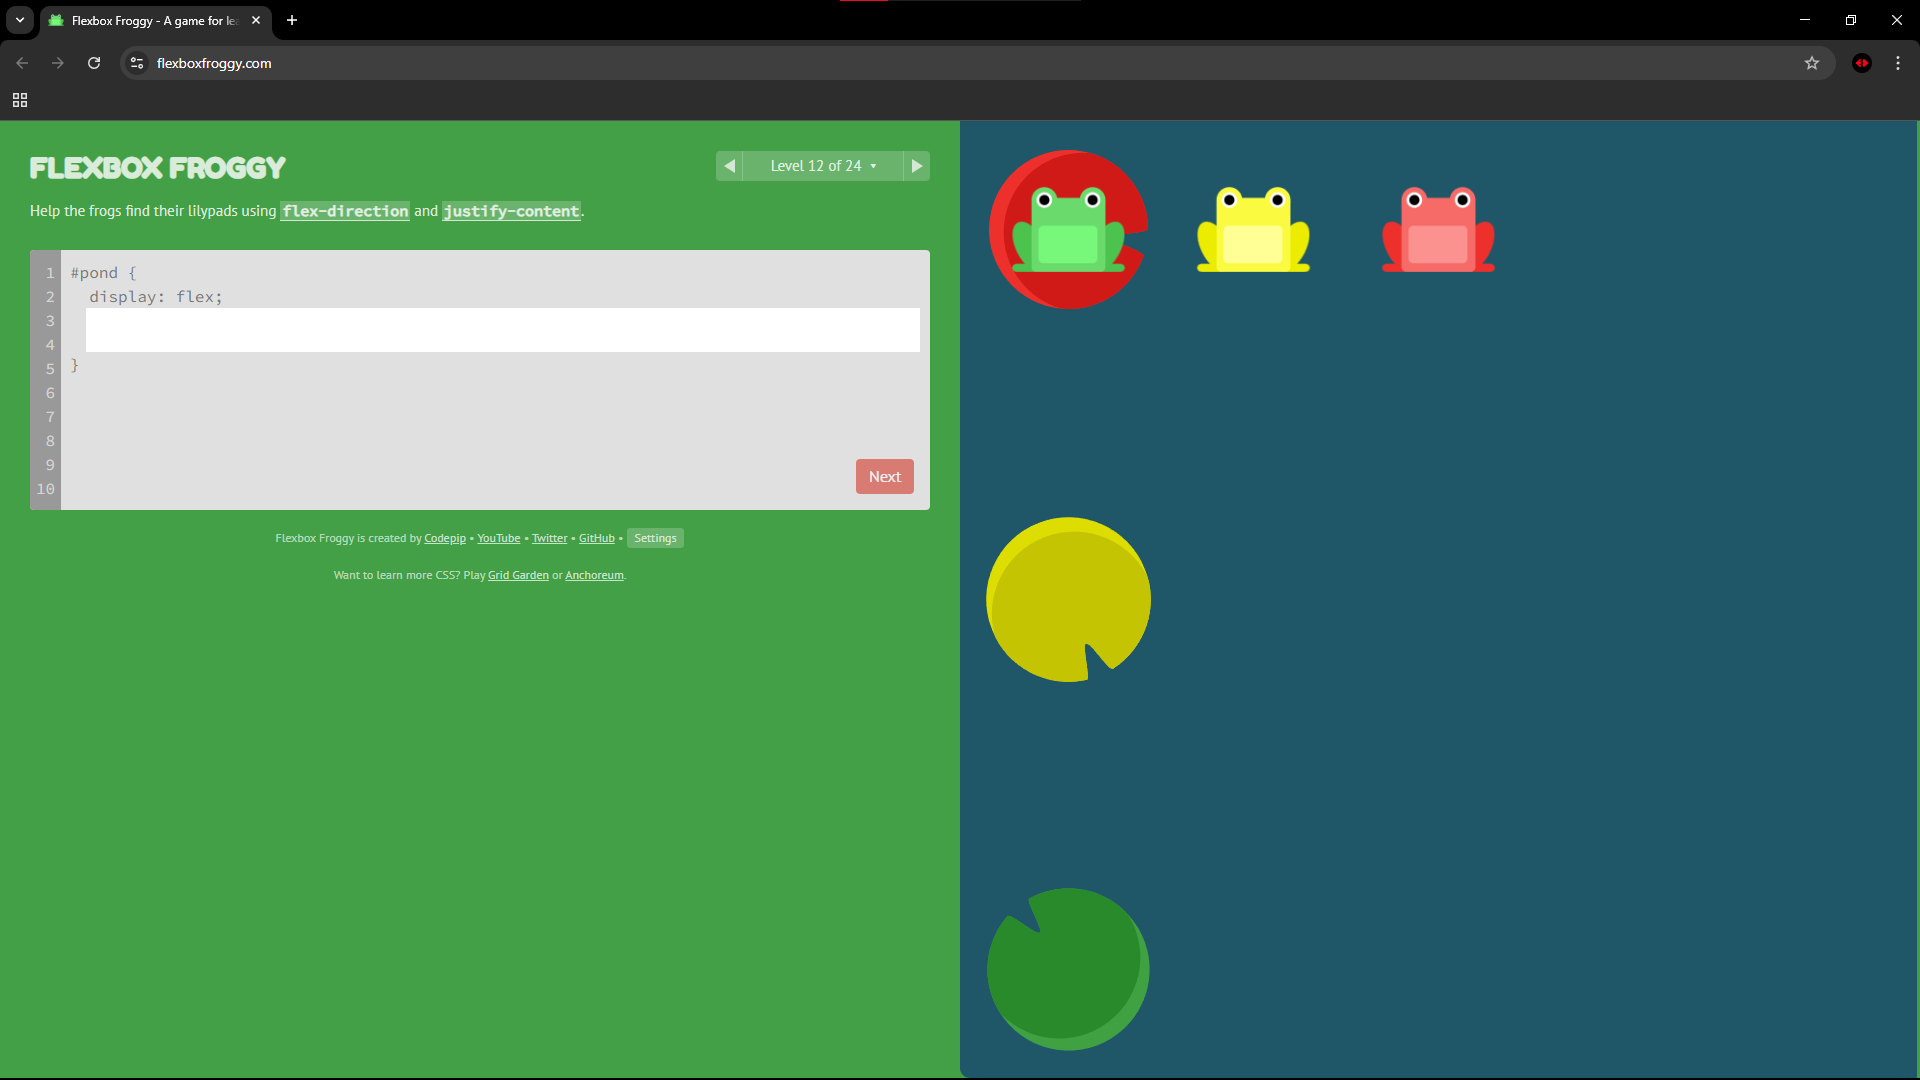 Flexbox Froggy - A game for le
flexboxfroggy.com
FLEXBOX FROGGY
Level 12 of 24
Help the frogs find their lilypads using flex-direction and justify-content.
1 #pond {
2 display: flex;
3
4
5 }
6
7
8
9
10
Next
Flexbox Froggy is created by Codepip • YouTube • Twitter • GitHub • Settings
Want to learn more CSS? Play Grid Garden or Anchoreum.